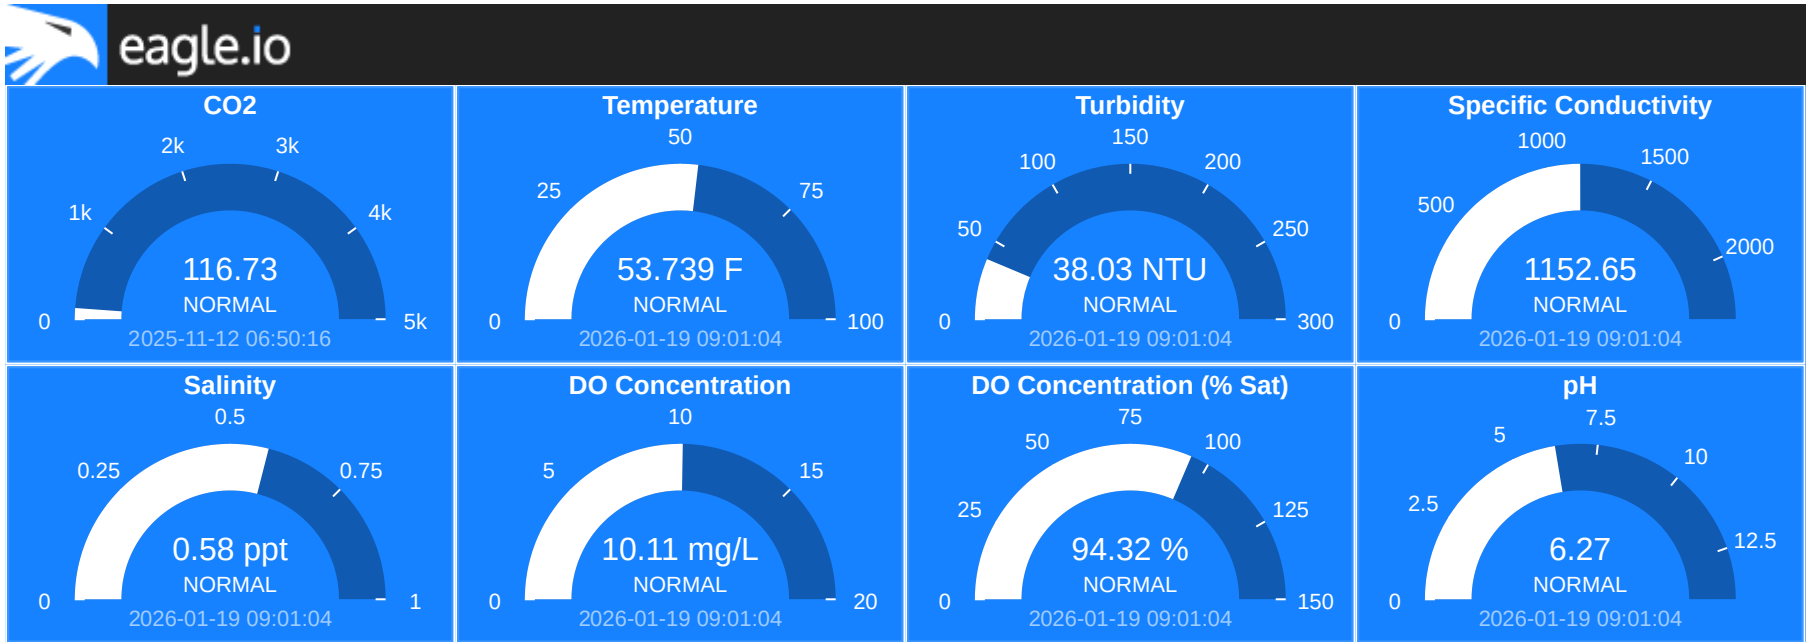 eagle.io
CO2
0
1k
2k
3k
4k
5k
116.73
NORMAL
2025-11-12 06:50:16
Temperature
0
25
50
75
100
53.739 F
NORMAL
2026-01-19 09:01:04
Turbidity
0
50
100
150
200
250
300
38.03 NTU
NORMAL
2026-01-19 09:01:04
Specific Conductivity
0
500
1000
1500
2000
1152.65
NORMAL
2026-01-19 09:01:04
Salinity
0
0.25
0.5
0.75
1
0.58 ppt
NORMAL
2026-01-19 09:01:04
DO Concentration
0
5
10
15
20
10.11 mg/L
NORMAL
2026-01-19 09:01:04
DO Concentration (% Sat)
0
25
50
75
100
125
150
94.32 %
NORMAL
2026-01-19 09:01:04
pH
0
2.5
5
7.5
10
12.5
6.27
NORMAL
2026-01-19 09:01:04